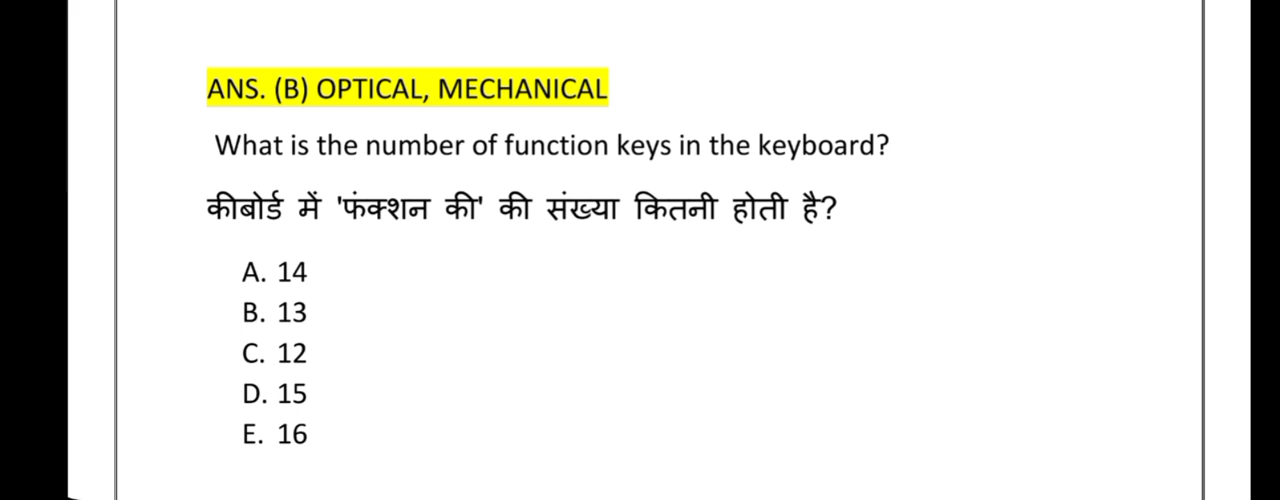 ANS. (B) OPTICAL, MECHANICAL
What is the number of function keys in the keyboard?
कीबोर्ड में 'फंक्शन की' की संख्या कितनी होती है?
A. 14
B. 13
C. 12
D. 15
E. 16